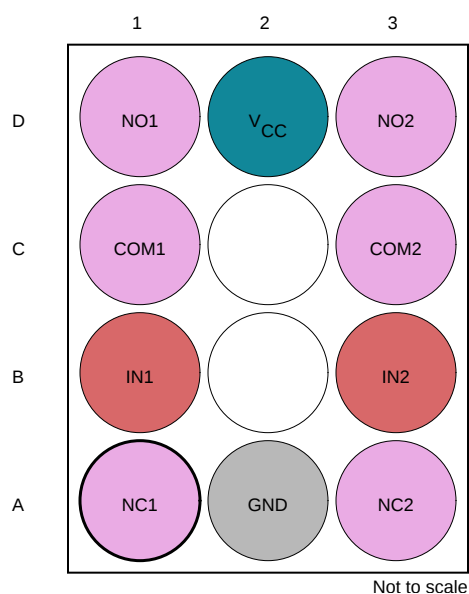 1 2 3
D NO1 VCC NO2
C COM1 COM2
B IN1 IN2
A NC1 GND NC2
Not to scale